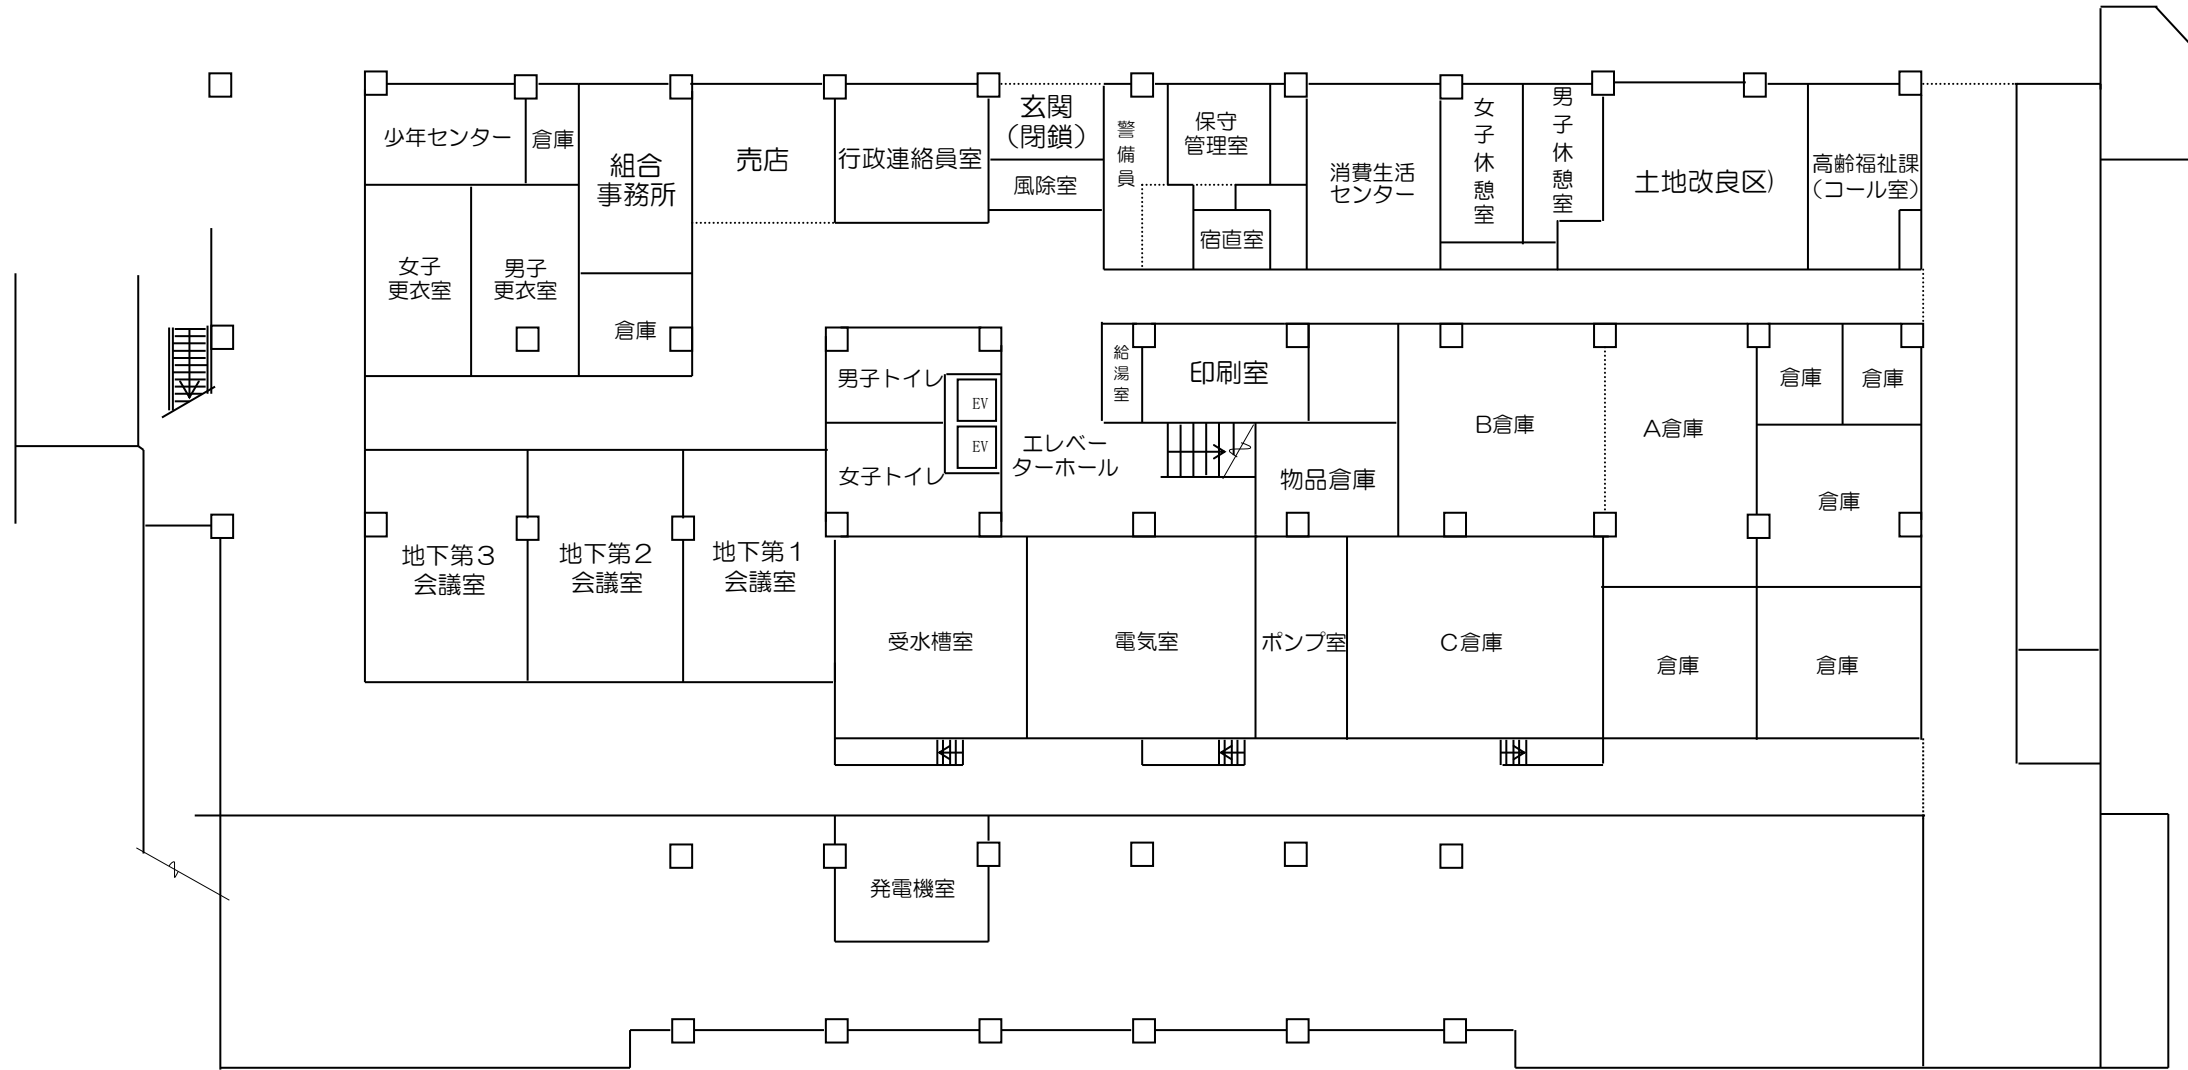 少年センター
倉庫
組合
事務所
売店
行政連絡員室
玄関
（閉鎖）
風除室
警備員
保守
管理室
宿直室
消費生活
センター
女子休憩室
男子休憩室
土地改良区)
高齢福祉課
（コール室）
女子
更衣室
男子
更衣室
倉庫
男子トイレ
女子トイレ
EV
EV
エレベー
ターホール
給湯室
印刷室
物品倉庫
B倉庫
A倉庫
倉庫
倉庫
倉庫
地下第３
会議室
地下第２
会議室
地下第１
会議室
受水槽室
電気室
ポンプ室
C倉庫
倉庫
倉庫
発電機室